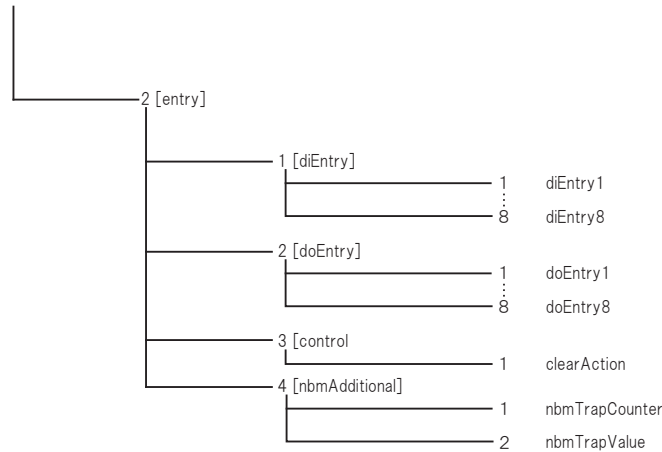 2 [entry]
1 [diEntry]
1 diEntry1
8 diEntry8
2 [doEntry]
1 doEntry1
8 doEntry8
3 [control
1 clearAction
4 [nbmAdditional]
1 nbmTrapCounter
2 nbmTrapValue